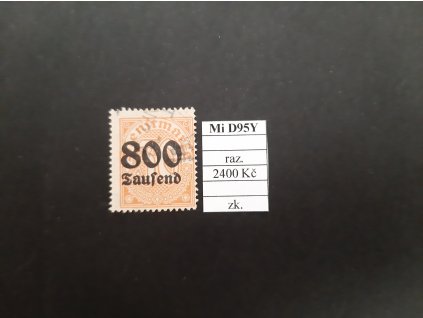 800
Tausend
Mi D95Y
raz.
2400 Kč
zk.